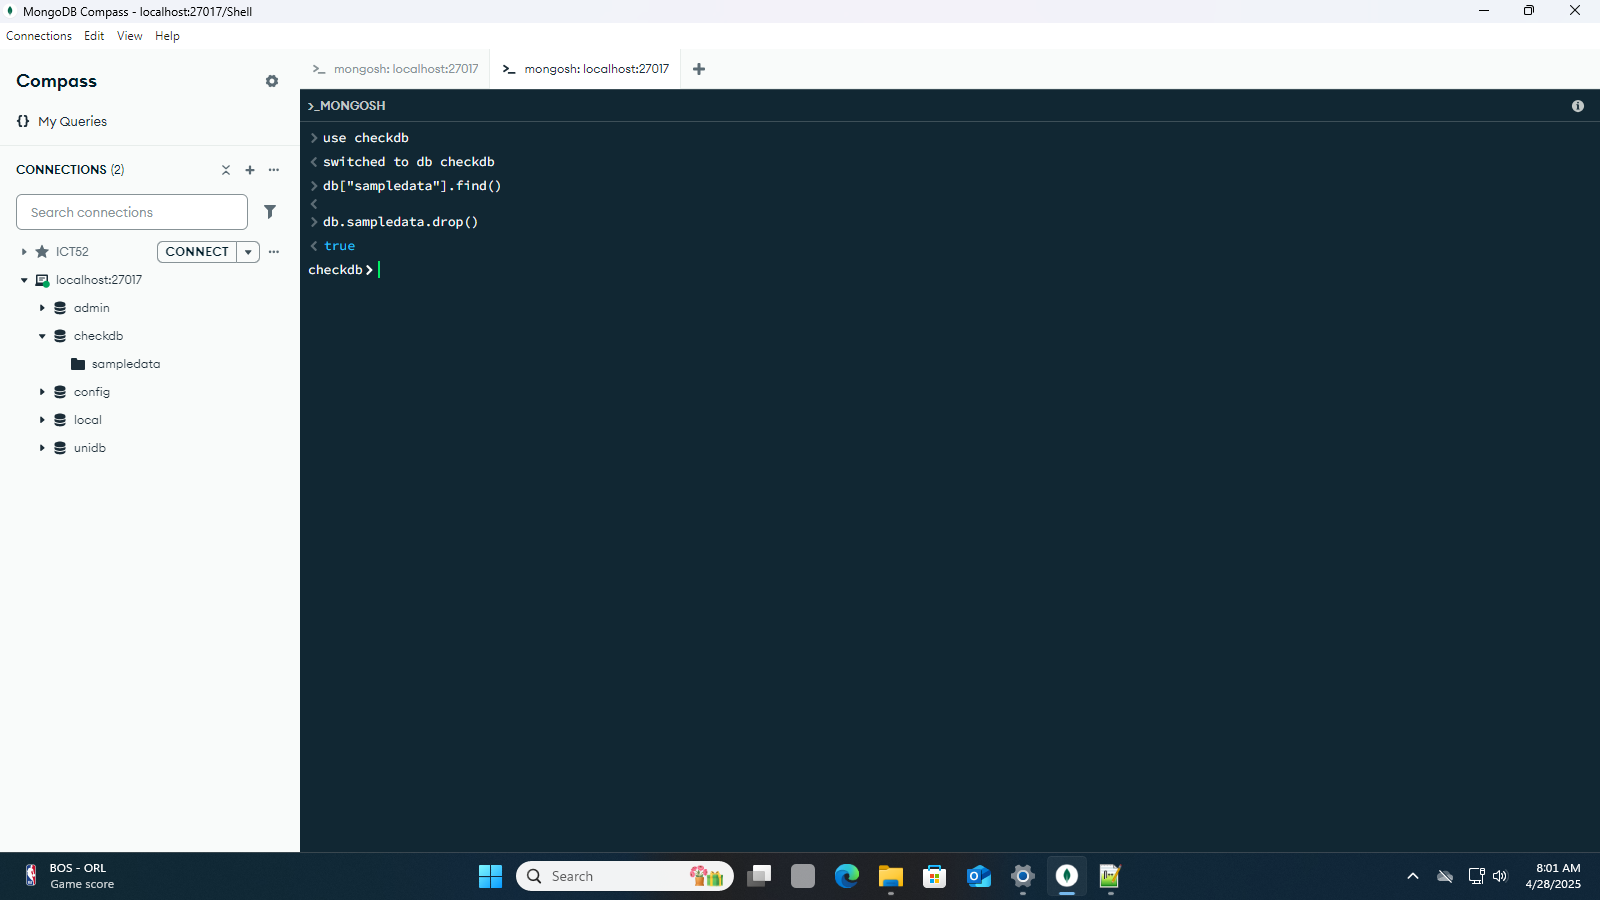 MongoDB Compass - localhost:27017/Shell
Connections Edit View Help
Compass
{} My Queries
CONNECTIONS (2)
Search connections
ICT52
CONNECT
localhost:27017
admin
checkdb
sampledata
config
local
unidb
>_ mongosh: localhost:27017
>_ mongosh: localhost:27017
>_MONGOSH
> use checkdb
< switched to db checkdb
> db["sampledata"].find()
<
> db.sampledata.drop()
< true
checkdb>
BOS - ORL
Game score
Search
8:01 AM
4/28/2025